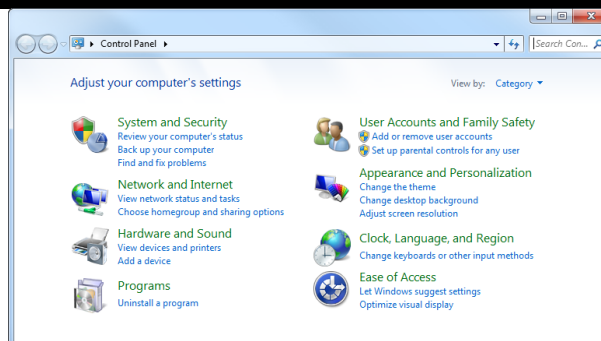 Control Panel
Search Con...
Adjust your computer's settings
View by: Category
System and Security
Review your computer's status
Back up your computer
Find and fix problems
Network and Internet
View network status and tasks
Choose homegroup and sharing options
Hardware and Sound
View devices and printers
Add a device
Programs
Uninstall a program
User Accounts and Family Safety
Add or remove user accounts
Set up parental controls for any user
Appearance and Personalization
Change the theme
Change desktop background
Adjust screen resolution
Clock, Language, and Region
Change keyboards or other input methods
Ease of Access
Let Windows suggest settings
Optimize visual display